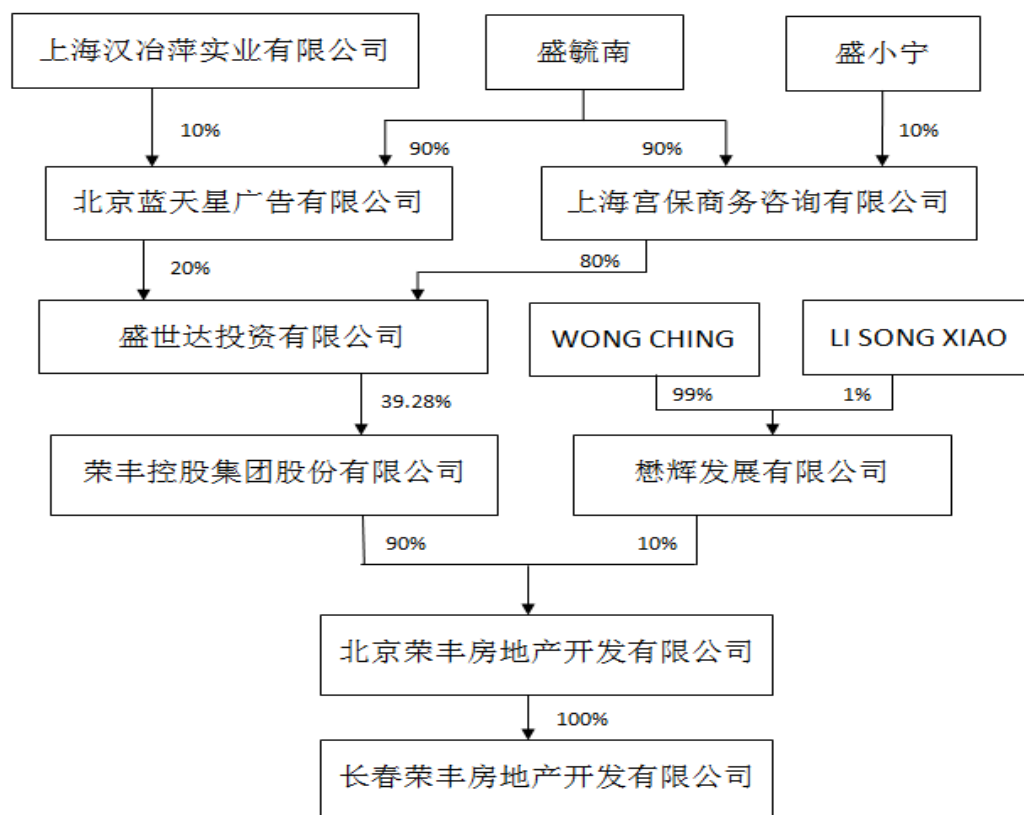 上海汉冶萍实业有限公司
盛毓南
盛小宁
10%
90%
90%
10%
北京蓝天星广告有限公司
上海宫保商务咨询有限公司
20%
80%
盛世达投资有限公司
WONG CHING
LI SONG XIAO
39.28%
99%
1%
荣丰控股集团股份有限公司
懋辉发展有限公司
90%
10%
北京荣丰房地产开发有限公司
100%
长春荣丰房地产开发有限公司